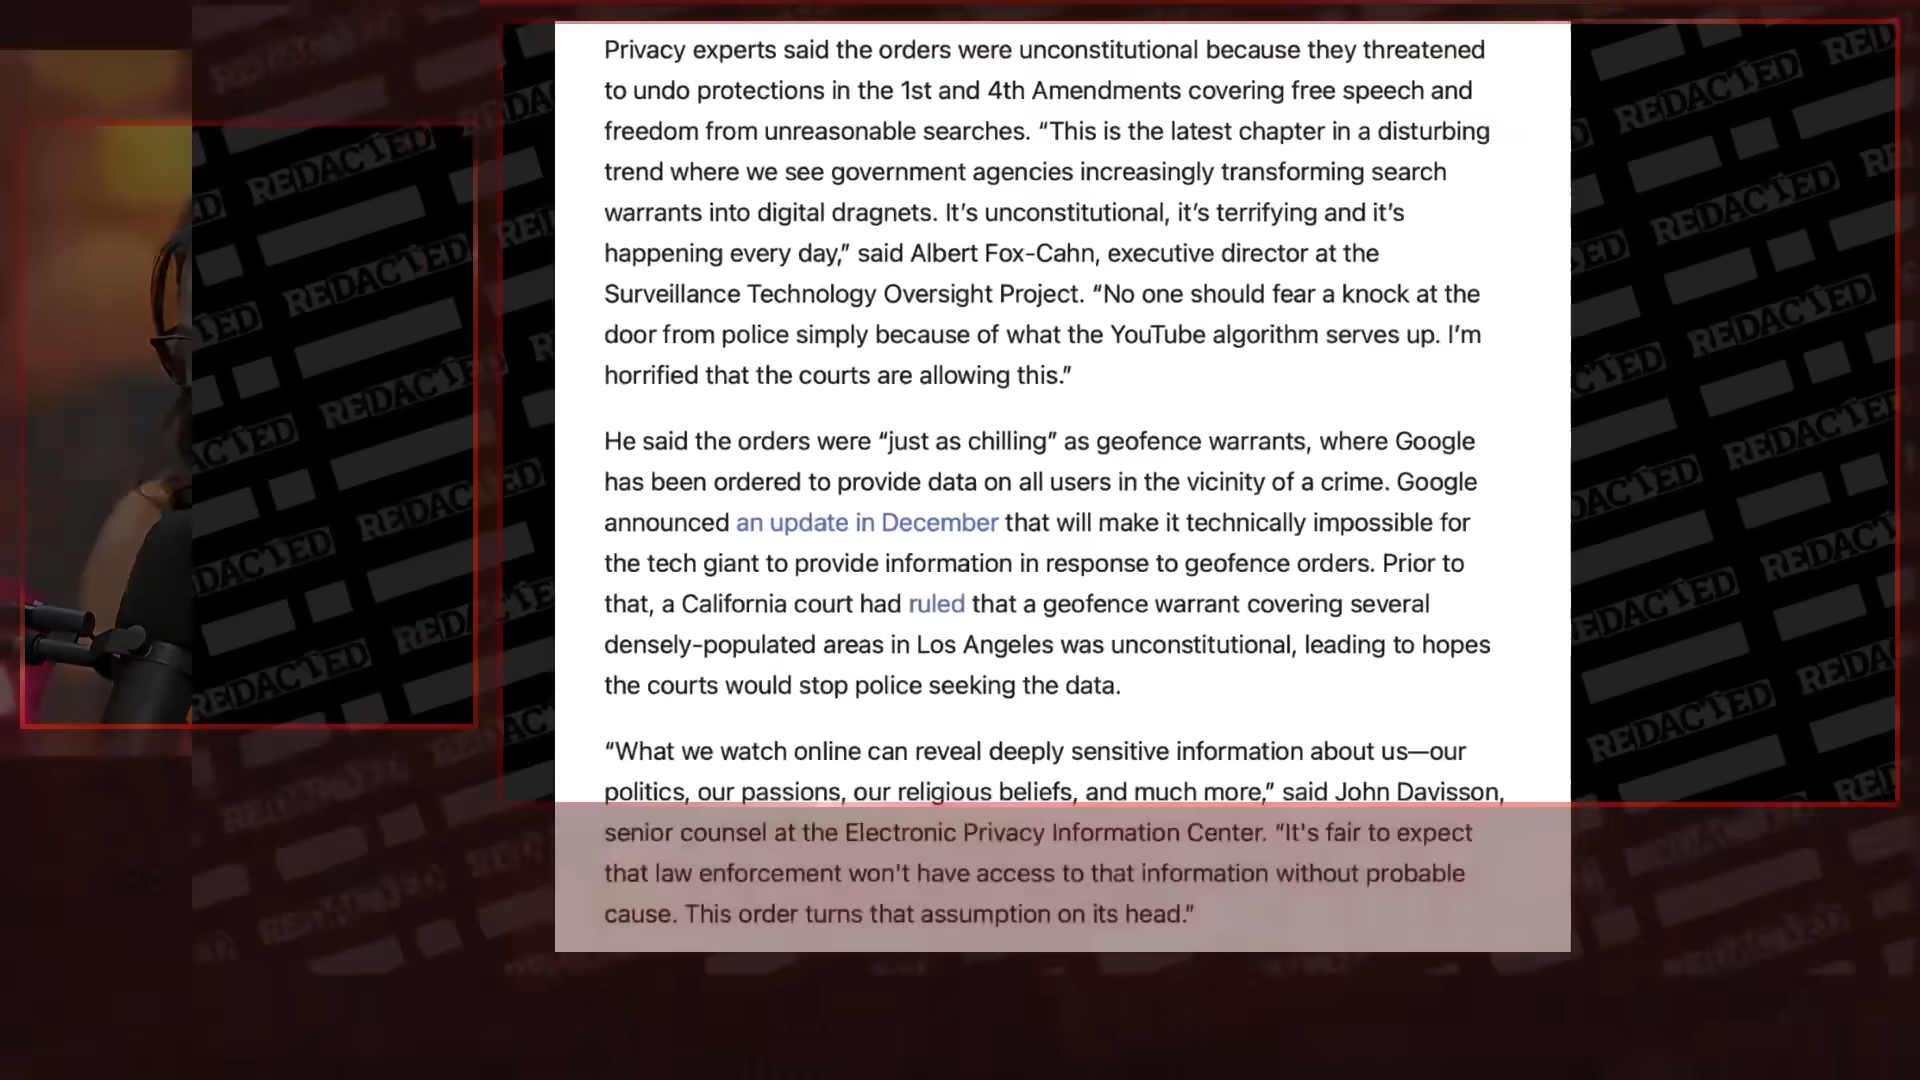 Privacy experts said the orders were unconstitutional because they threatened
to undo protections in the 1st and 4th Amendments covering free speech and
freedom from unreasonable searches. “This is the latest chapter in a disturbing
trend where we see government agencies increasingly transforming search
warrants into digital dragnets. It’s unconstitutional, it’s terrifying and it’s
happening every day,” said Albert Fox-Cahn, executive director at the
Surveillance Technology Oversight Project. “No one should fear a knock at the
door from police simply because of what the YouTube algorithm serves up. I’m
horrified that the courts are allowing this.”
He said the orders were “just as chilling” as geofence warrants, where Google
has been ordered to provide data on all users in the vicinity of a crime. Google
announced an update in December that will make it technically impossible for
the tech giant to provide information in response to geofence orders. Prior to
that, a California court had ruled that a geofence warrant covering several
densely-populated areas in Los Angeles was unconstitutional, leading to hopes
the courts would stop police seeking the data.
“What we watch online can reveal deeply sensitive information about us—our
politics, our passions, our religious beliefs, and much more,” said John Davisson,
senior counsel at the Electronic Privacy Information Center. “It's fair to expect
that law enforcement won't have access to that information without probable
cause. This order turns that assumption on its head.”
REDACTED
REDACTED
REDACTED
REDACTED
REDACTED
REDACTED
REDACTED
REDACTED
REDACTED